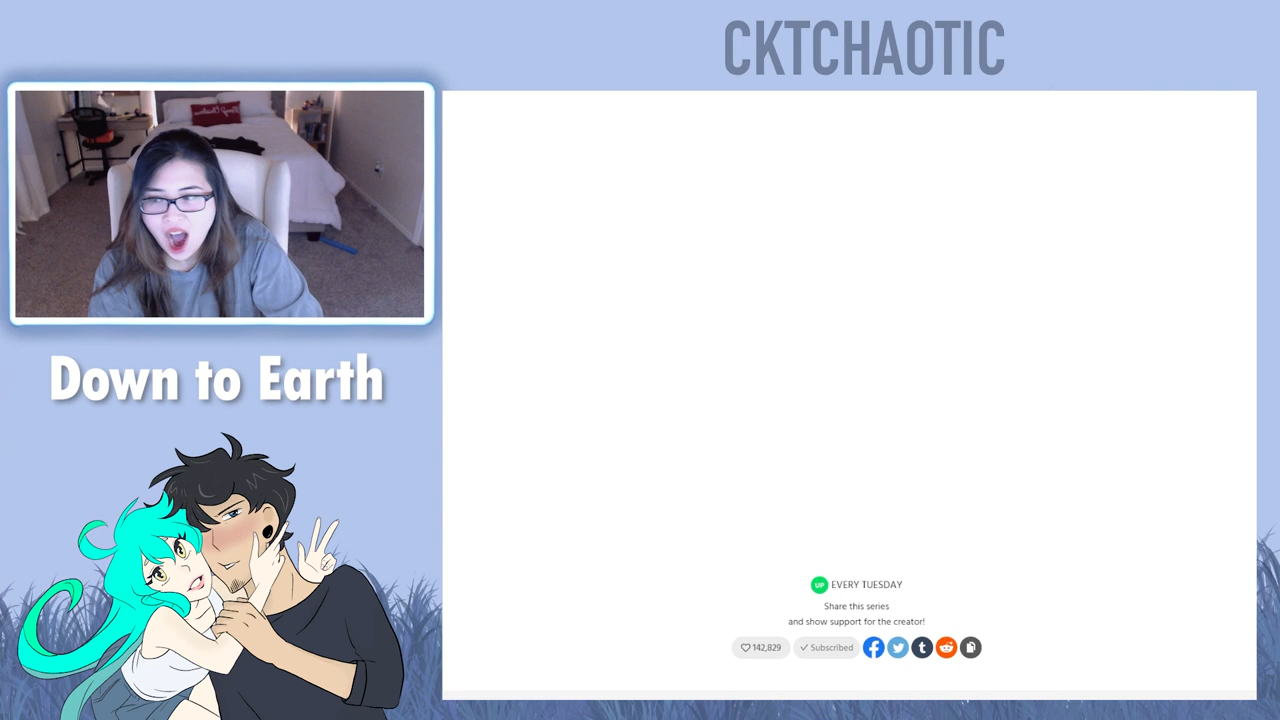 CKTCHAOTIC
Down to Earth
UP EVERY TUESDAY
Share this series
and show support for the creator!
142,829 Subscribed